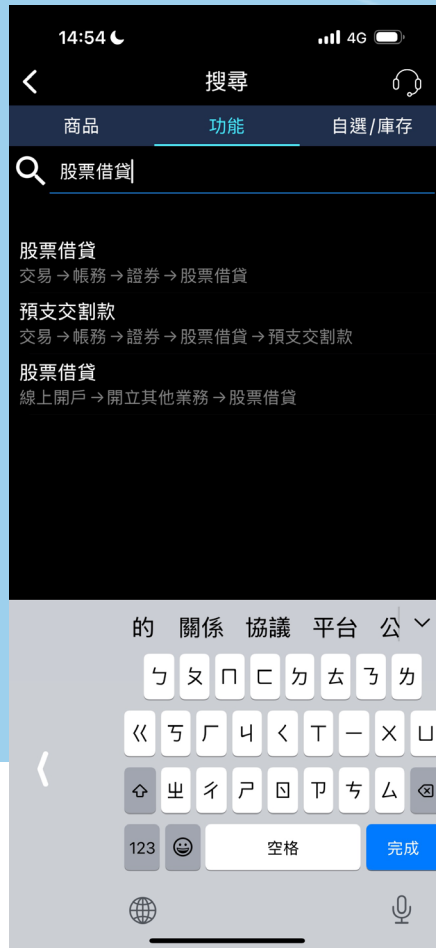 14:54
4G
搜尋
商品 功能 自選/庫存
股票借貸
股票借貸
交易→帳務→證券→股票借貸
預支交割款
交易→帳務→證券→股票借貸→預支交割款
股票借貸
線上開戶→開立其他業務→股票借貸
的 關係 協議 平台 公
ㄅ ㄆ ㄇ ㄈ ㄉ ㄊ ㄋ ㄌ
ㄍ ㄎ ㄏ ㄐ ㄑ ㄒ ㄧ ㄨ ㄩ
ㄓ ㄔ ㄕ ㄖ ㄗ ㄘ ㄙ
123 空格 完成